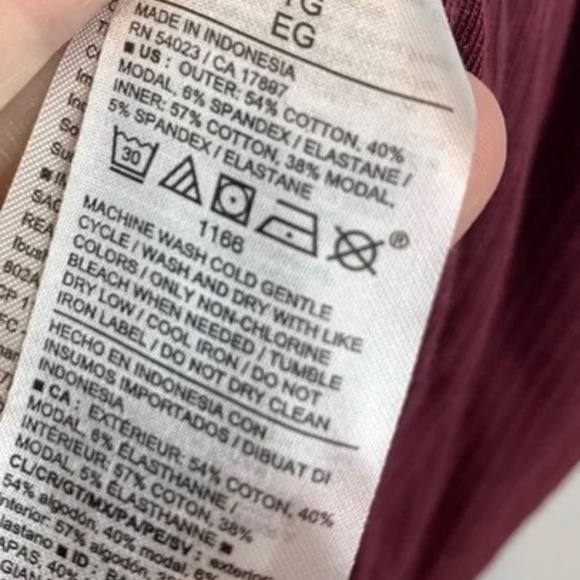 EG
MADE IN INDONESIA
RN 54023 / CA 17897
■ US : OUTER: 54% COTTON, 40%
MODAL, 6% SPANDEX / ELASTANE /
INNER: 57% COTTON, 38% MODAL,
5% SPANDEX / ELASTANE
30
®
1166
MACHINE WASH COLD GENTLE
CYCLE / WASH AND DRY WITH LIKE
COLORS / ONLY NON-CHLORINE
BLEACH WHEN NEEDED / TUMBLE
DRY LOW / COOL IRON / DO NOT
IRON LABEL / DO NOT DRY CLEAN
HECHO EN INDONESIA CON
INSUMOS IMPORTADOS / DIBUAT DI
INDONESIA
■ CA : EXTÉRIEUR: 54% COTON, 40%
MODAL, 6% ÉLASTHANNE /
INTÉRIEUR: 57% COTON, 38%
MODAL, 5% ÉLASTHANNE ■
CL/CR/GT/MX/PA/PE/SV : exterior:
54% algodón, 40% modal, 6%
interior: 57% algodón,
elastano ■ ID :